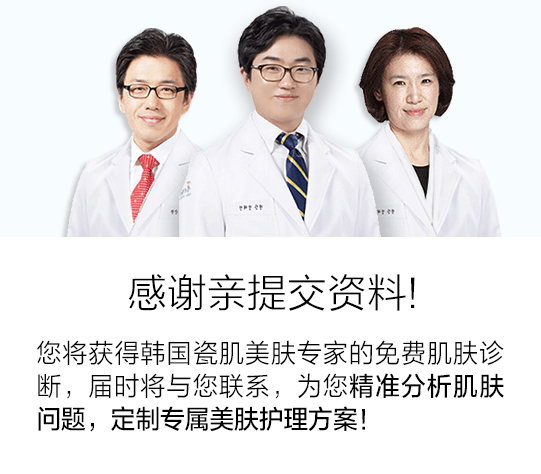 感谢亲提交资料!
您将获得韩国瓷肌美肤专家的免费肌肤诊
断，届时将与您联系，为您精准分析肌肤
问题，定制专属美肤护理方案!